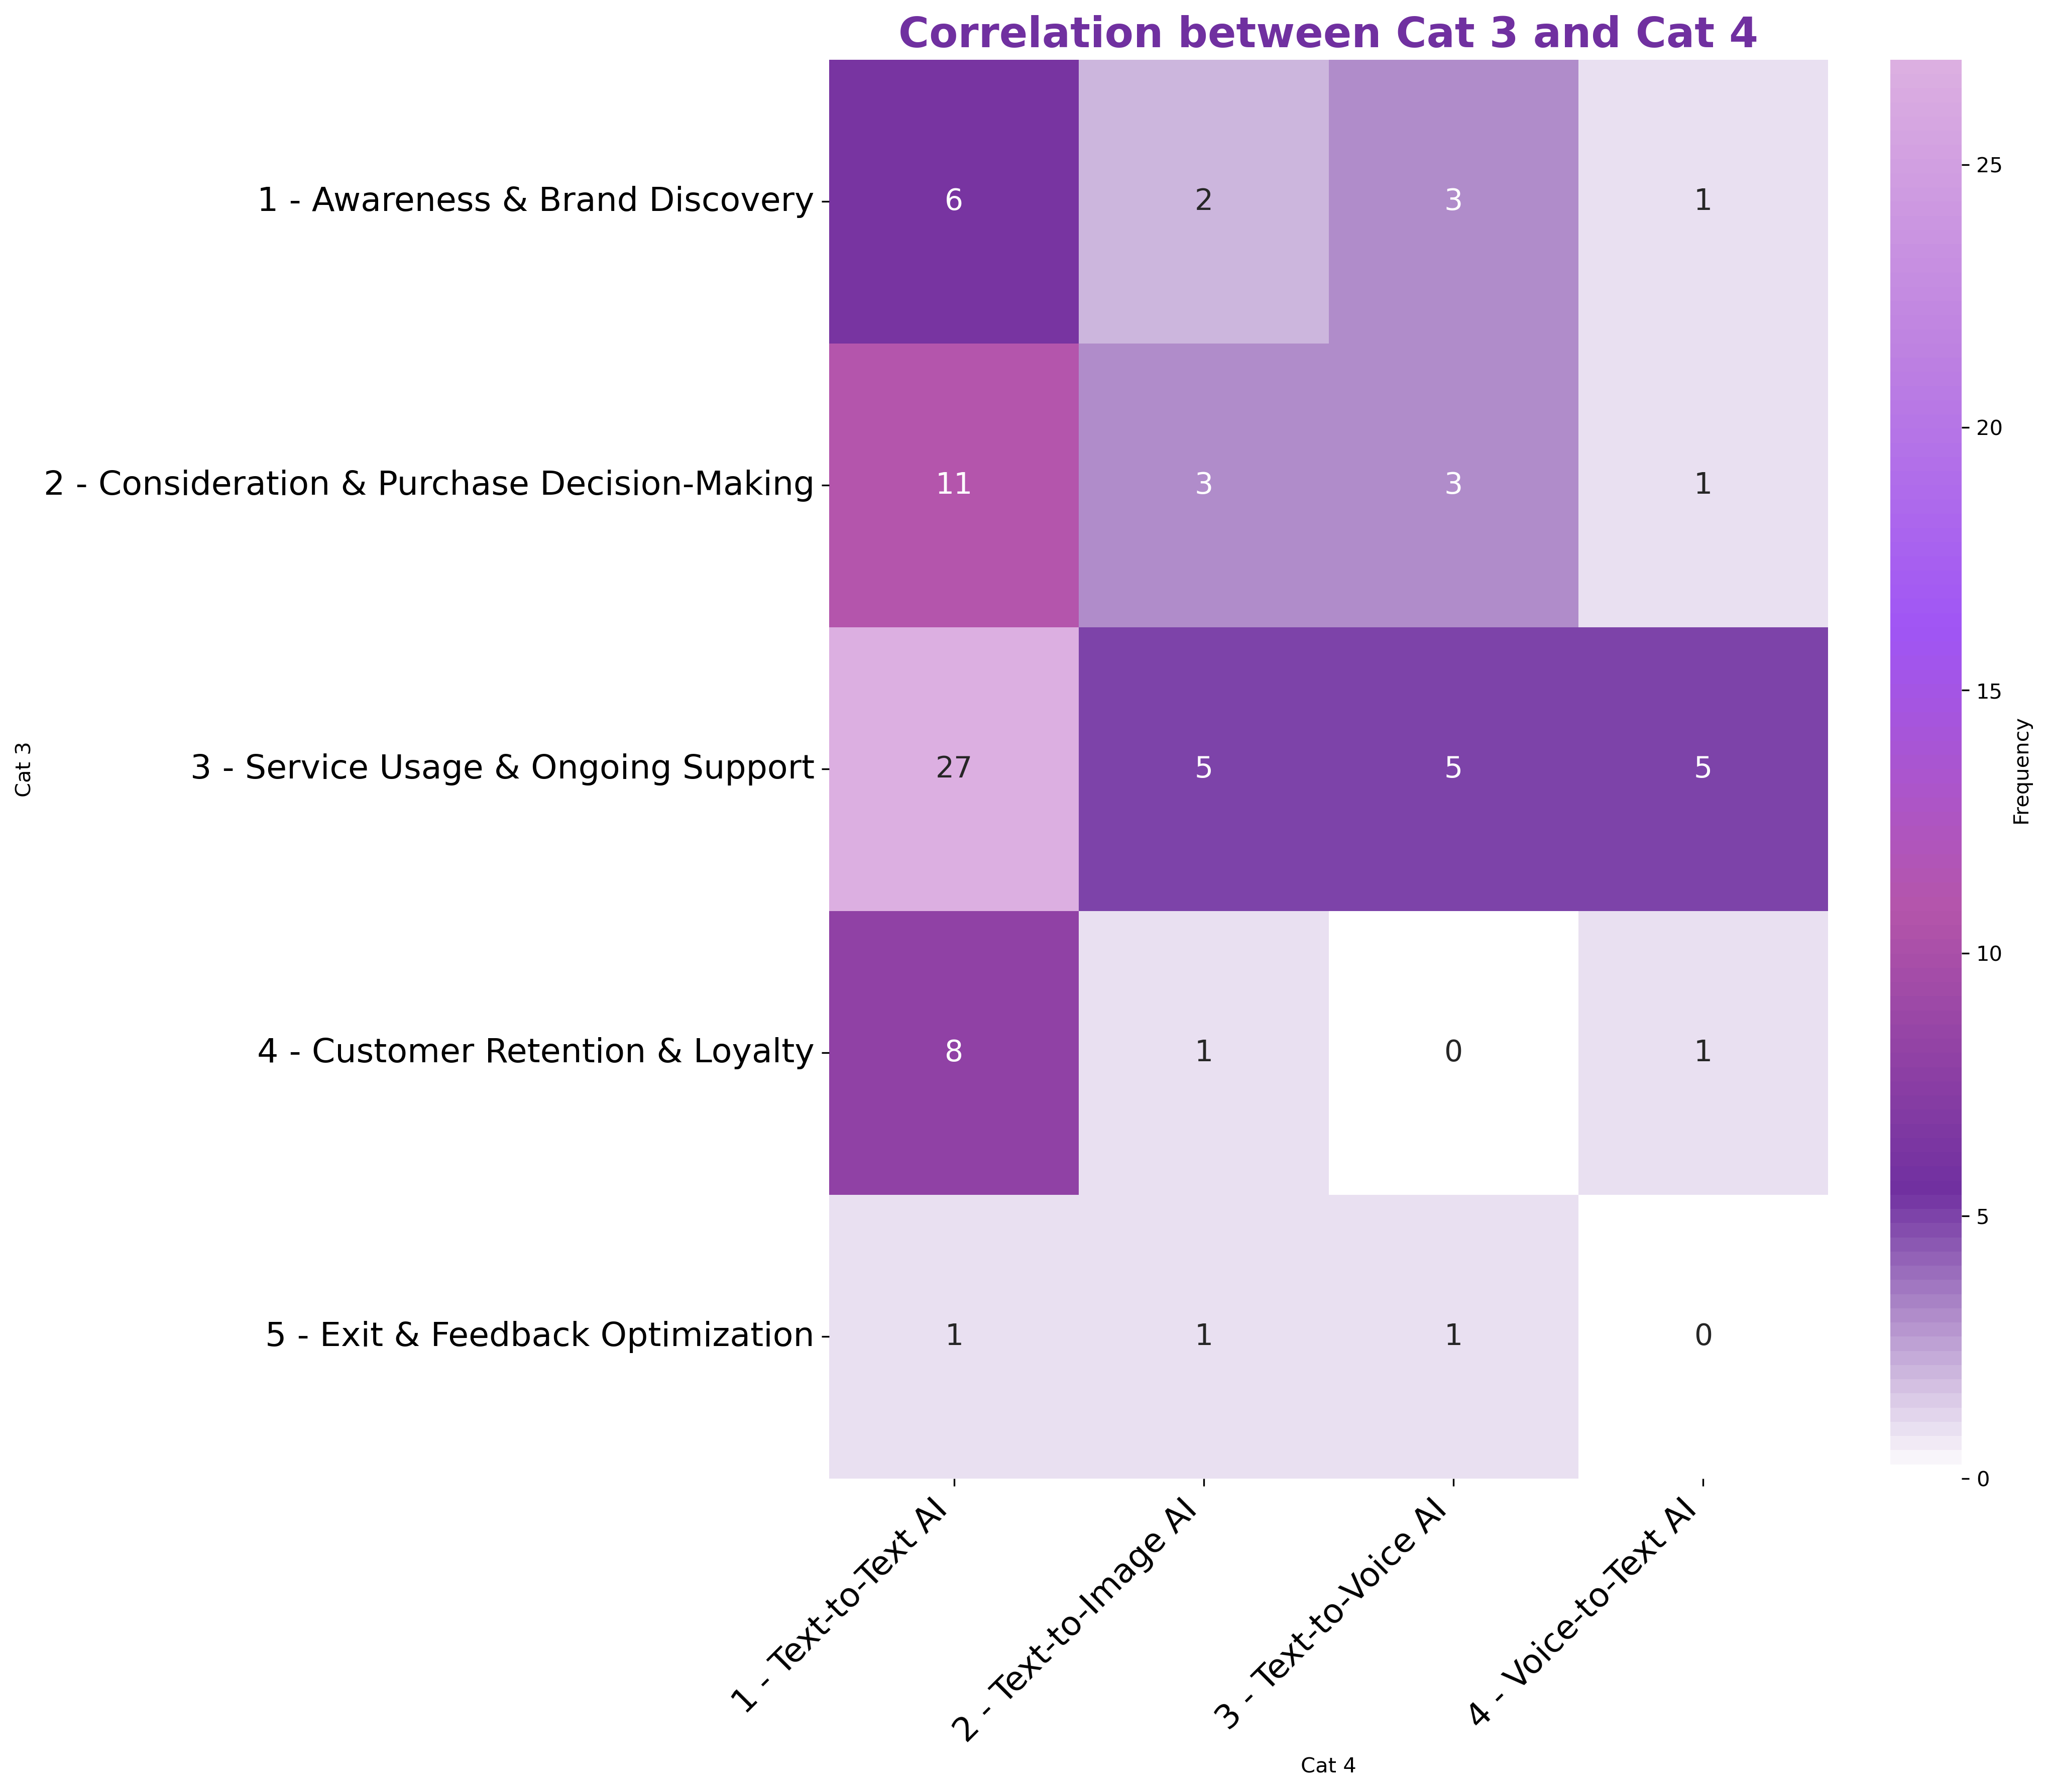 Correlation between Cat 3 and Cat 4
Cat 3
1 - Awareness & Brand Discovery
6 2 3 1
2 - Consideration & Purchase Decision-Making
11 3 3 1
3 - Service Usage & Ongoing Support
27 5 5 5
4 - Customer Retention & Loyalty
8 1 0 1
5 - Exit & Feedback Optimization
1 1 1 0
1 - Text-to-Text AI
2 - Text-to-Image AI
3 - Text-to-Voice AI
4 - Voice-to-Text AI
Cat 4
25
20
15
10
5
0
Frequency